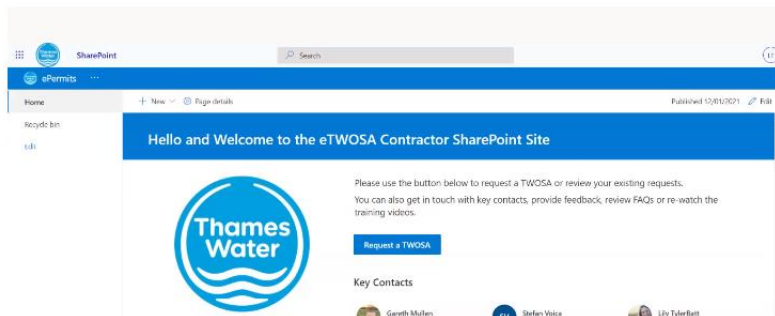 SharePoint
Search
ePermits ...
Home
+ New
Page details
Published 12/01/2021
Edit
Recycle bin
Edit
Hello and Welcome to the eTWOSA Contractor SharePoint Site
Please use the button below to request a TWOSA or review your existing requests.
You can also get in touch with key contacts, provide feedback, review FAQs or re-watch the
training videos.
Thames
Water
Request a TWOSA
Key Contacts
Gareth Mullen
Stefan Voica
Lily TylerBatt